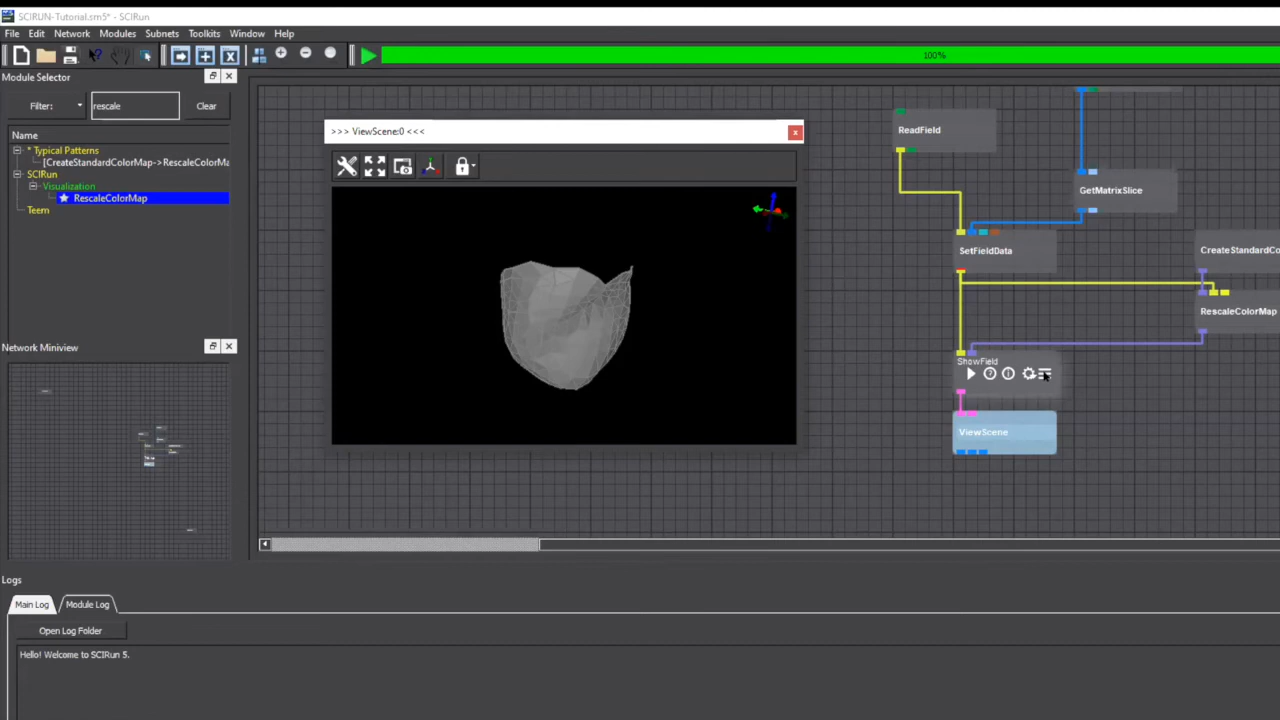 SCIRUN-Tutorial.srn5* - SCIRun
File Edit Network Modules Subnets Toolkits Window Help
100%
Module Selector
Filter: rescale Clear
Name
* Typical Patterns
[CreateStandardColorMap->RescaleColorMa
SCIRun
Visualization
RescaleColorMap
Teem
>>> ViewScene:0 <<<
ReadField
GetMatrixSlice
SetFieldData
CreateStandardCo
RescaleColorMap
ShowField
ViewScene
Network Miniview
Logs
Main Log Module Log
Open Log Folder
Hello! Welcome to SCIRun 5.